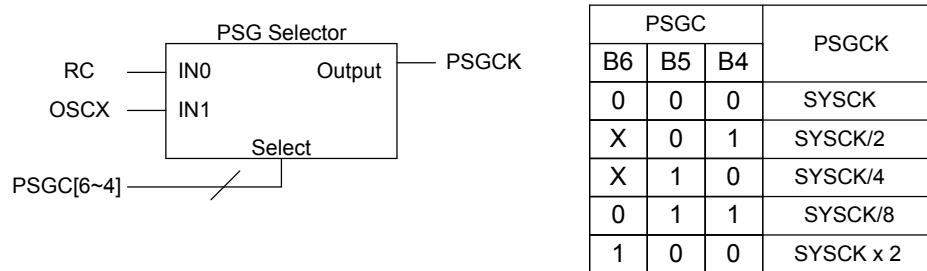 PSG Selector
RC IN0 Output PSGCK
OSCX IN1
Select
PSGC[6~4]
PSGC PSGCK
B6 B5 B4
0 0 0 SYSCK
X 0 1 SYSCK/2
X 1 0 SYSCK/4
0 1 1 SYSCK/8
1 0 0 SYSCK x 2